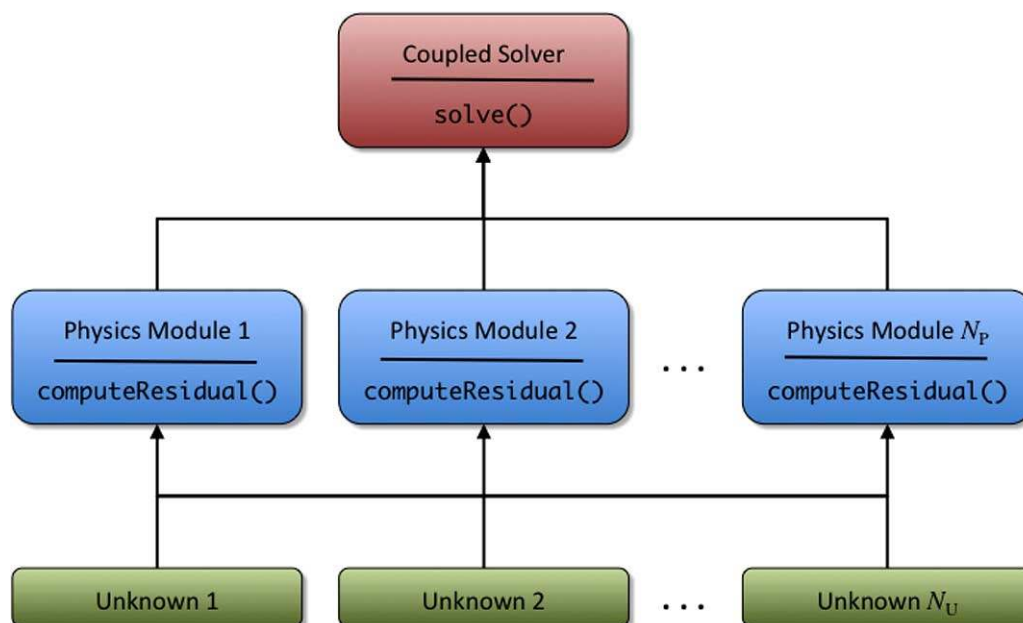 Coupled Solver
solve()
Physics Module 1
computeResidual()
Physics Module 2
computeResidual()
...
Physics Module N_P
computeResidual()
Unknown 1
Unknown 2
...
Unknown N_U